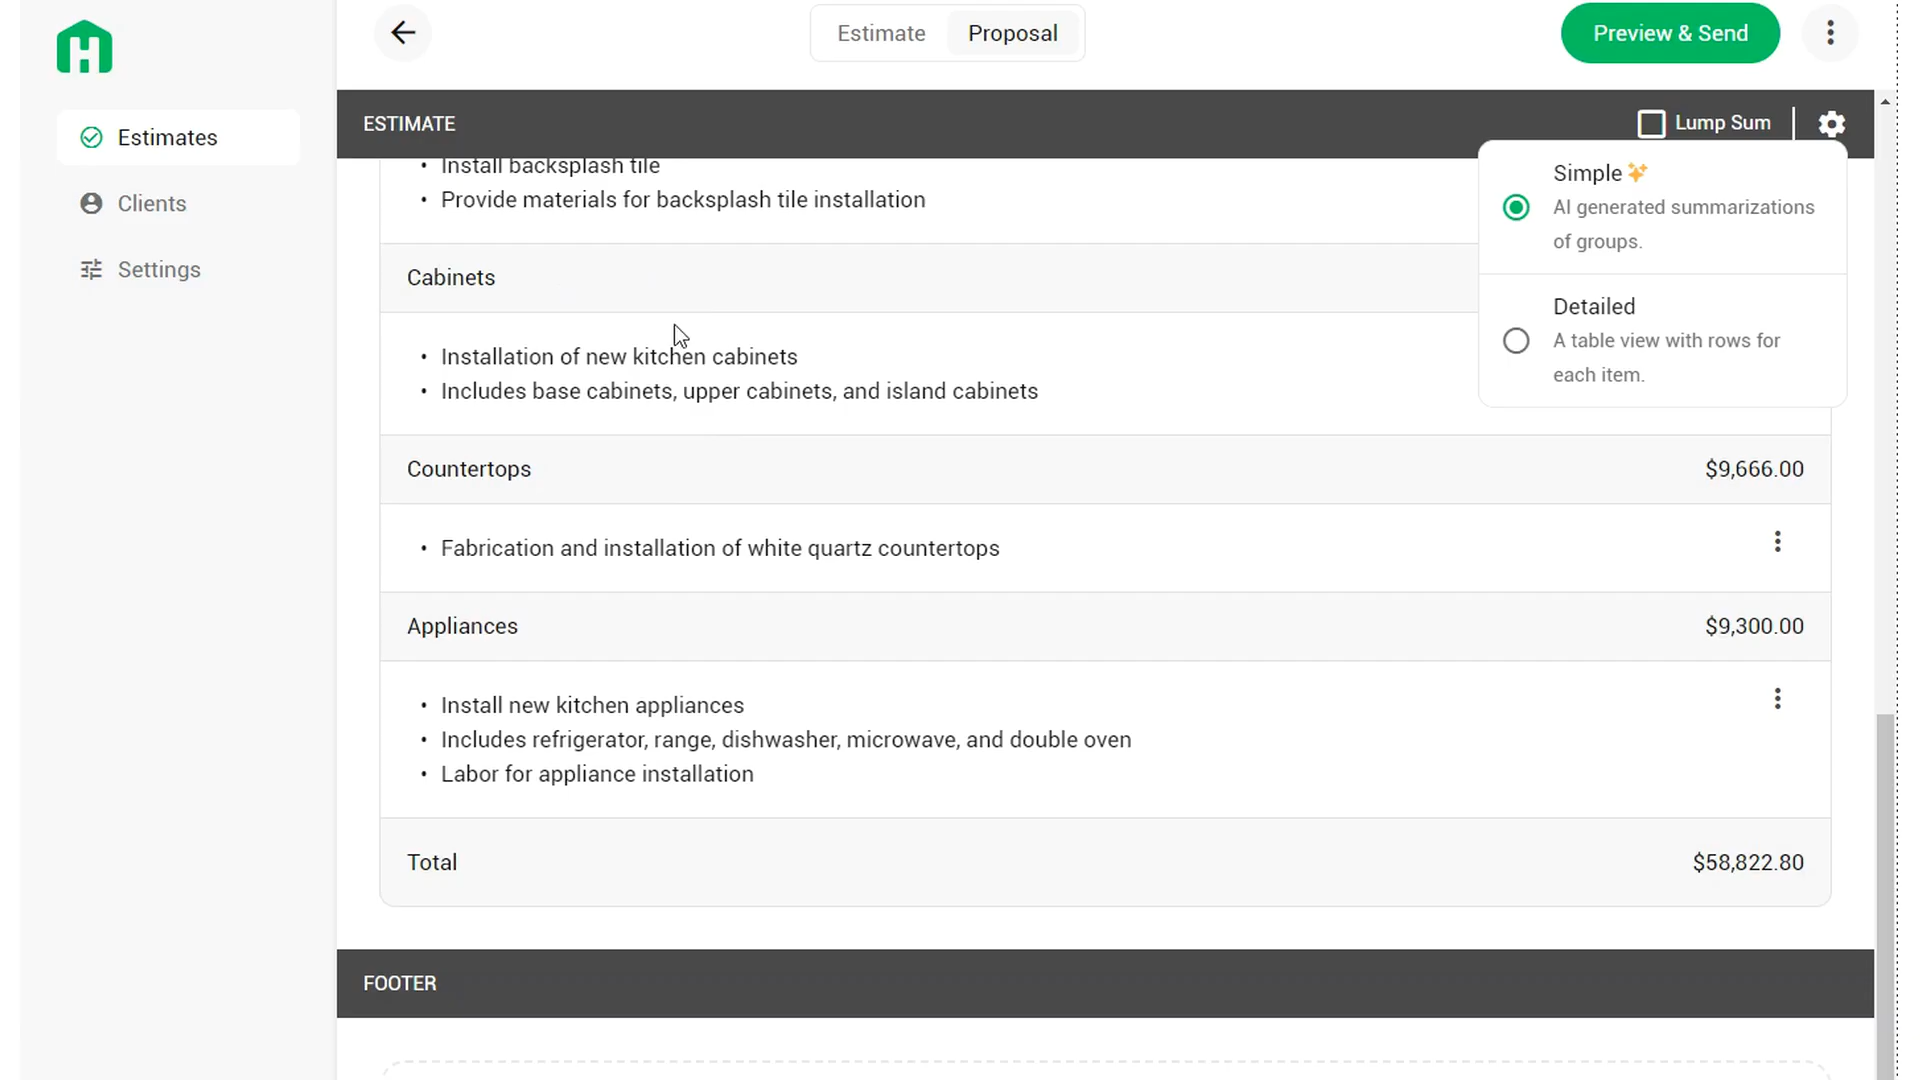 Estimate
Proposal
Preview & Send
Estimates
Clients
Settings
ESTIMATE
Lump Sum
Simple
AI generated summarizations
of groups.
Detailed
A table view with rows for
each item.
• Install backsplash tile
• Provide materials for backsplash tile installation
Cabinets
• Installation of new kitchen cabinets
• Includes base cabinets, upper cabinets, and island cabinets
Countertops
$9,666.00
• Fabrication and installation of white quartz countertops
Appliances
$9,300.00
• Install new kitchen appliances
• Includes refrigerator, range, dishwasher, microwave, and double oven
• Labor for appliance installation
Total
$58,822.80
FOOTER